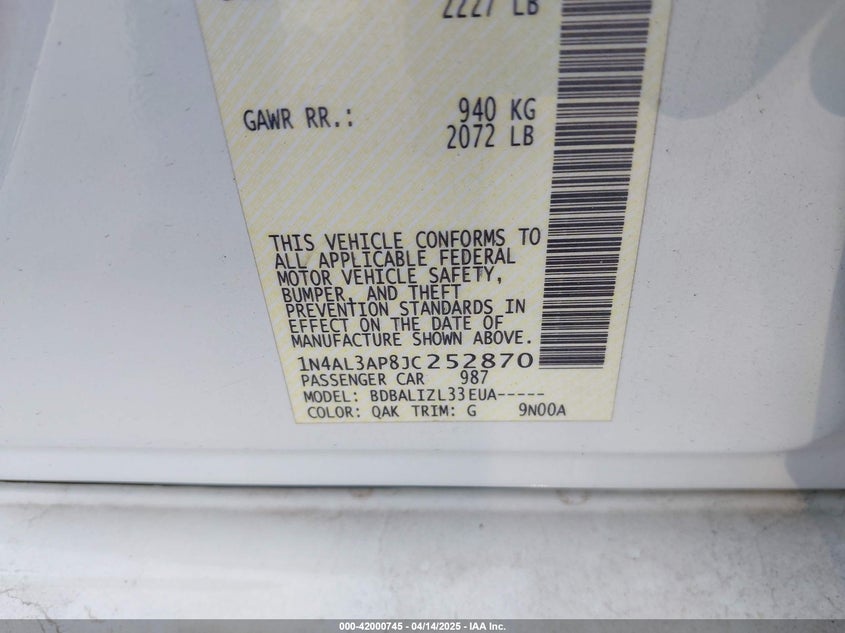 2227 LB
GAWR RR.: 940 KG
2072 LB
THIS VEHICLE CONFORMS TO
ALL APPLICABLE FEDERAL
MOTOR VEHICLE SAFETY,
BUMPER, AND THEFT
PREVENTION STANDARDS IN
EFFECT ON THE DATE OF
MANUFACTURE SHOWN ABOVE.
1N4AL3AP8JC252870
PASSENGER CAR 987
MODEL: BDBALIZL33EUA-----
COLOR: QAK TRIM: G 9N00A
000-42000745 - 04/14/2025 - IAA Inc.